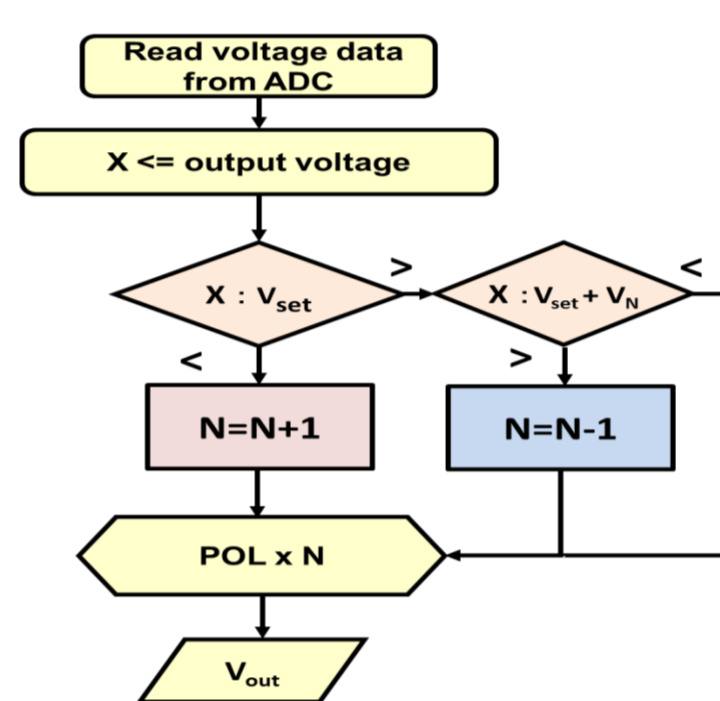 Read voltage data
from ADC
X <= output voltage
>
<
X : Vset
X : Vset + VN
<
>
N=N+1
N=N-1
POL x N
Vout